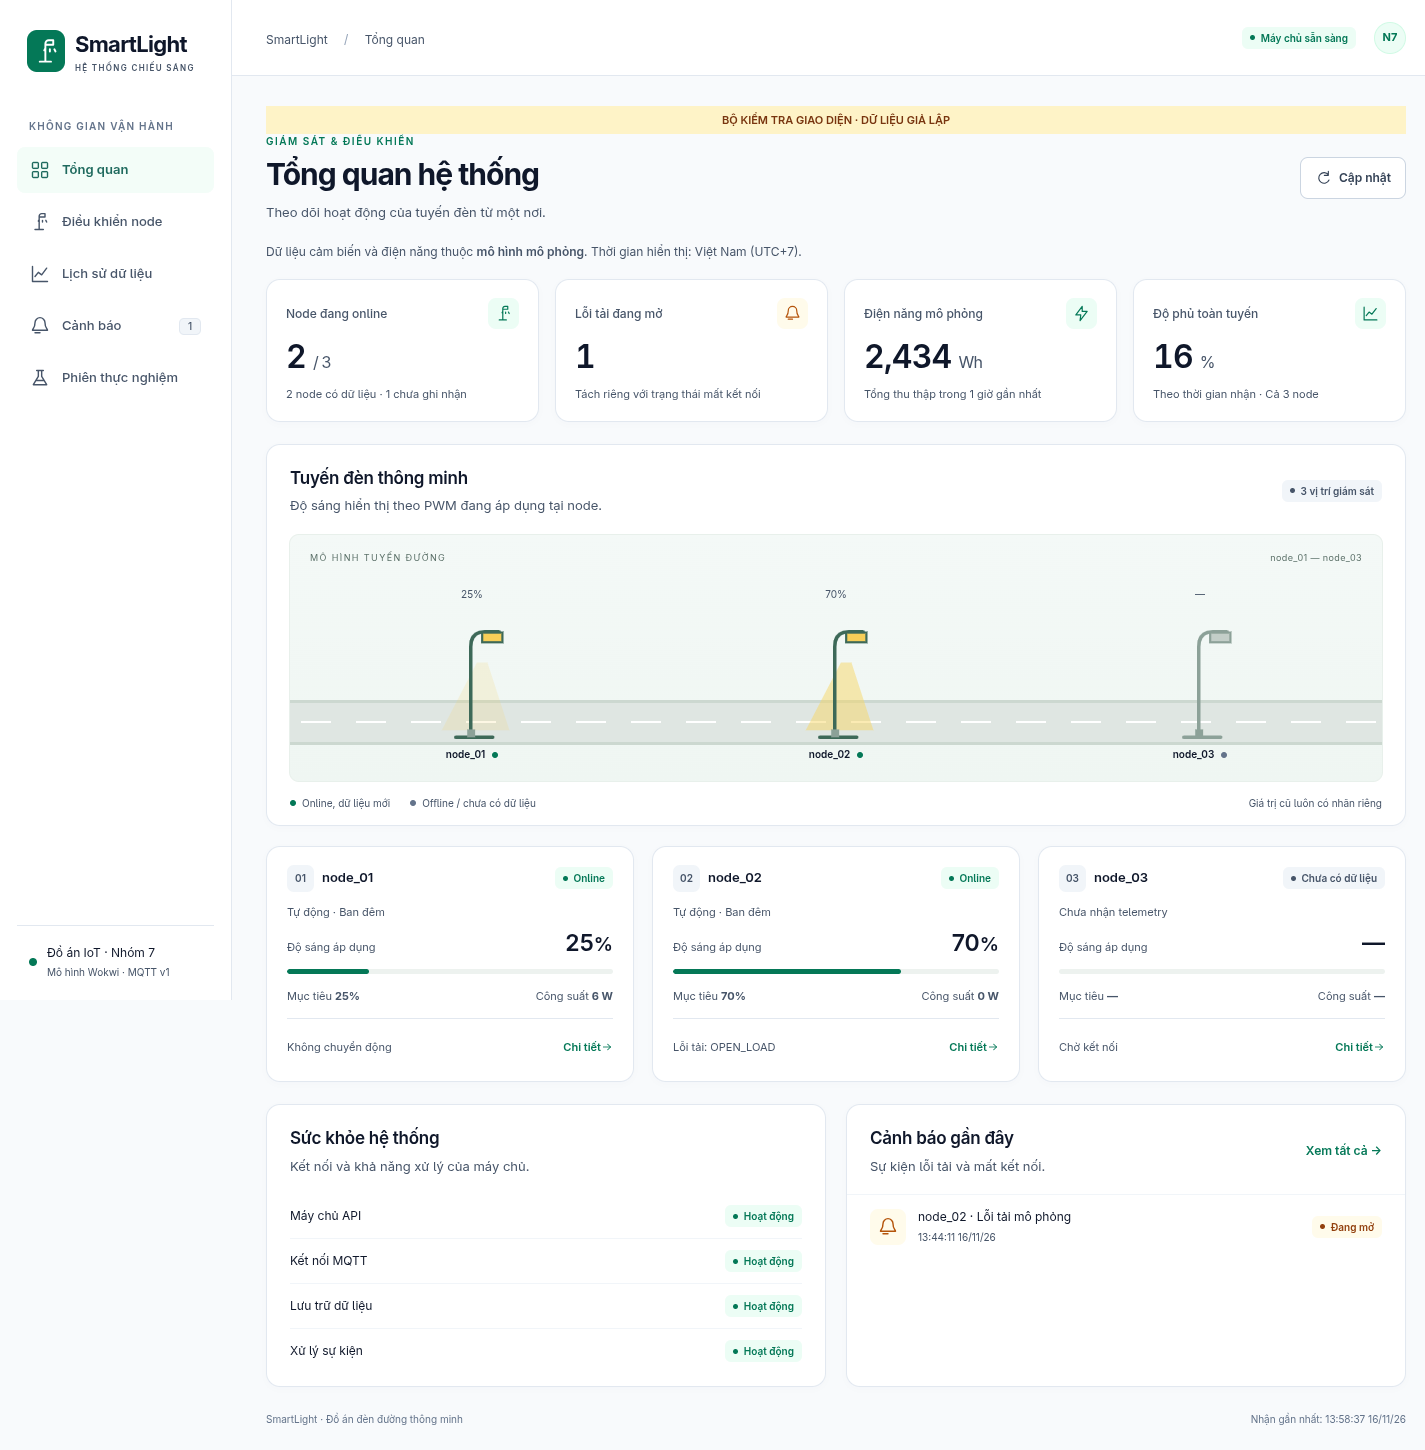 SmartLight
HỆ THỐNG CHIẾU SÁNG
KHÔNG GIAN VẬN HÀNH
Tổng quan
Điều khiển node
Lịch sử dữ liệu
Cảnh báo 1
Phiên thực nghiệm
Đồ án IoT · Nhóm 7
Mô hình Wokwi · MQTT v1
SmartLight / Tổng quan
Máy chủ sẵn sàng
N7
BỘ KIỂM TRA GIAO DIỆN · DỮ LIỆU GIẢ LẬP
GIÁM SÁT & ĐIỀU KHIỂN
Tổng quan hệ thống
Theo dõi hoạt động của tuyến đèn từ một nơi.
Cập nhật
Dữ liệu cảm biến và điện năng thuộc mô hình mô phỏng. Thời gian hiển thị: Việt Nam (UTC+7).
Node đang online
2 / 3
2 node có dữ liệu · 1 chưa ghi nhận
Lỗi tải đang mở
1
Tách riêng với trạng thái mất kết nối
Điện năng mô phỏng
2,434 Wh
Tổng thu thập trong 1 giờ gần nhất
Độ phủ toàn tuyến
16 %
Theo thời gian nhận · Cả 3 node
Tuyến đèn thông minh
Độ sáng hiển thị theo PWM đang áp dụng tại node.
3 vị trí giám sát
MÔ HÌNH TUYẾN ĐƯỜNG
node_01 — node_03
25%
70%
—
node_01
node_02
node_03
Online, dữ liệu mới
Offline / chưa có dữ liệu
Giá trị cũ luôn có nhãn riêng
01 node_01
Online
Tự động · Ban đêm
Độ sáng áp dụng 25%
Mục tiêu 25% Công suất 6 W
Không chuyển động Chi tiết→
02 node_02
Online
Tự động · Ban đêm
Độ sáng áp dụng 70%
Mục tiêu 70% Công suất 0 W
Lỗi tải: OPEN_LOAD Chi tiết→
03 node_03
Chưa có dữ liệu
Chưa nhận telemetry
Độ sáng áp dụng —
Mục tiêu — Công suất —
Chờ kết nối Chi tiết→
Sức khỏe hệ thống
Kết nối và khả năng xử lý của máy chủ.
Máy chủ API Hoạt động
Kết nối MQTT Hoạt động
Lưu trữ dữ liệu Hoạt động
Xử lý sự kiện Hoạt động
Cảnh báo gần đây
Sự kiện lỗi tải và mất kết nối.
Xem tất cả →
node_02 · Lỗi tải mô phỏng
13:44:11 16/11/26
Đang mở
SmartLight · Đồ án đèn đường thông minh
Nhận gần nhất: 13:58:37 16/11/26